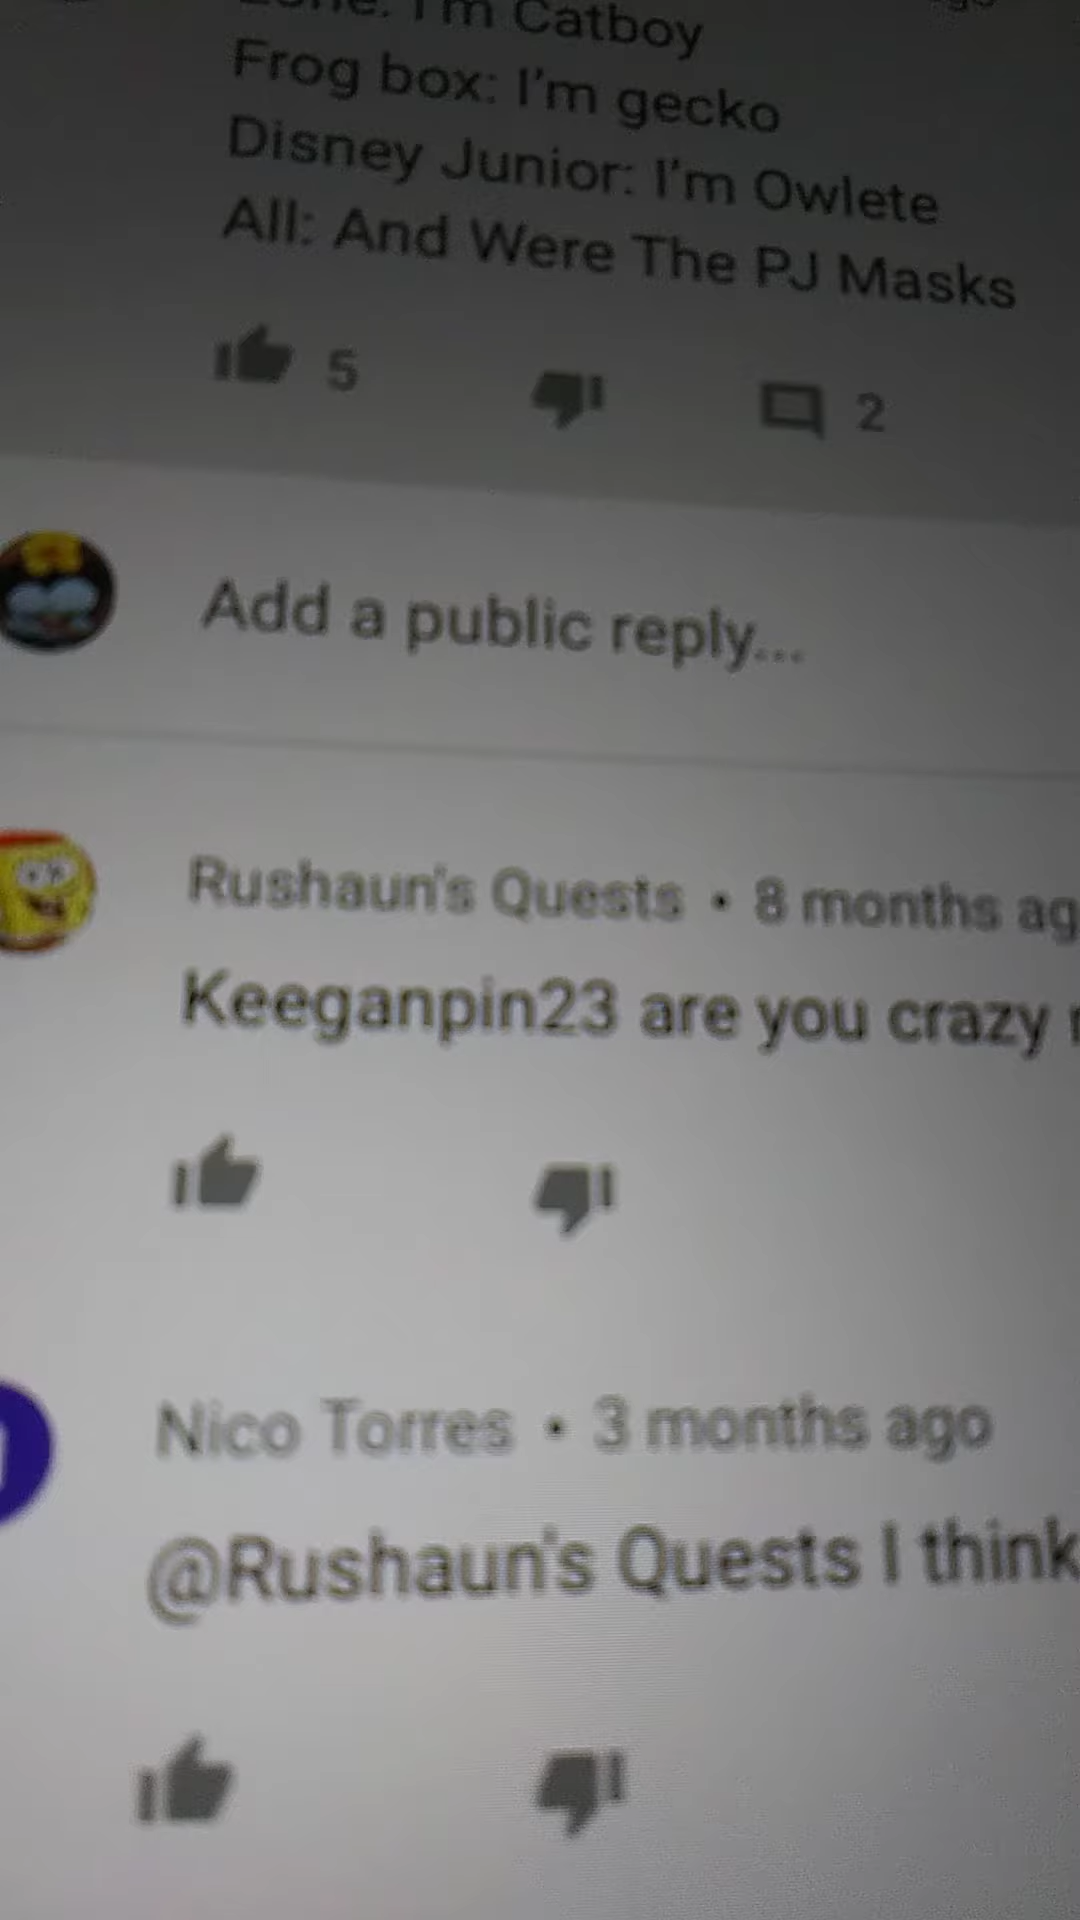 I'm Catboy
Frog box: I'm gecko
Disney Junior: I'm Owlete
All: And Were The PJ Masks
5
2
Add a public reply...
Rushaun's Quests • 8 months ag
Keeganpin23 are you crazy
Nico Torres • 3 months ago
@Rushaun's Quests I think